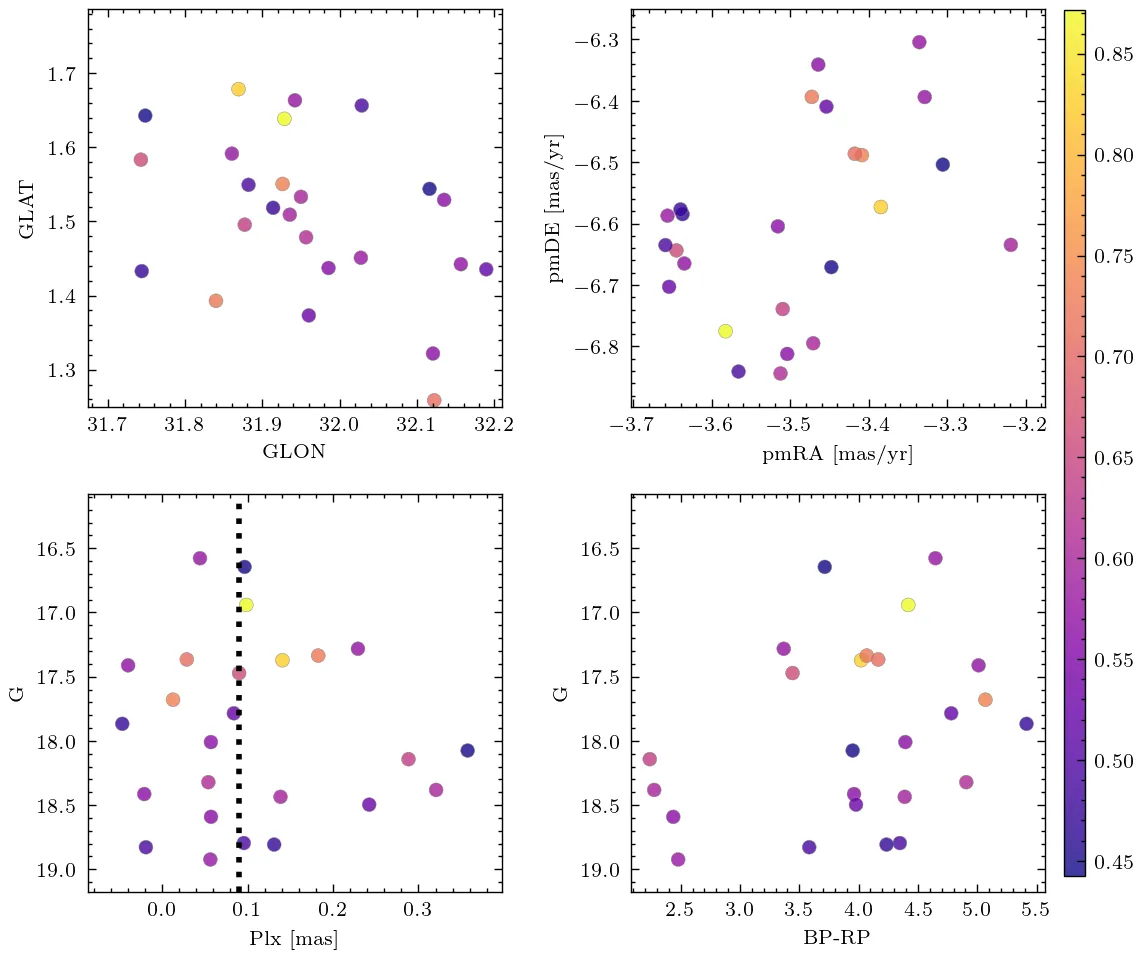 1.7
1.6
1.5
1.4
1.3
GLAT
31.7 31.8 31.9 32.0 32.1 32.2
GLON
−6.3
−6.4
−6.5
−6.6
−6.7
−6.8
pmDE [mas/yr]
−3.7 −3.6 −3.5 −3.4 −3.3 −3.2
pmRA [mas/yr]
16.5
17.0
17.5
18.0
18.5
19.0
G
0.0 0.1 0.2 0.3
Plx [mas]
16.5
17.0
17.5
18.0
18.5
19.0
G
2.5 3.0 3.5 4.0 4.5 5.0 5.5
BP-RP
0.85
0.80
0.75
0.70
0.65
0.60
0.55
0.50
0.45